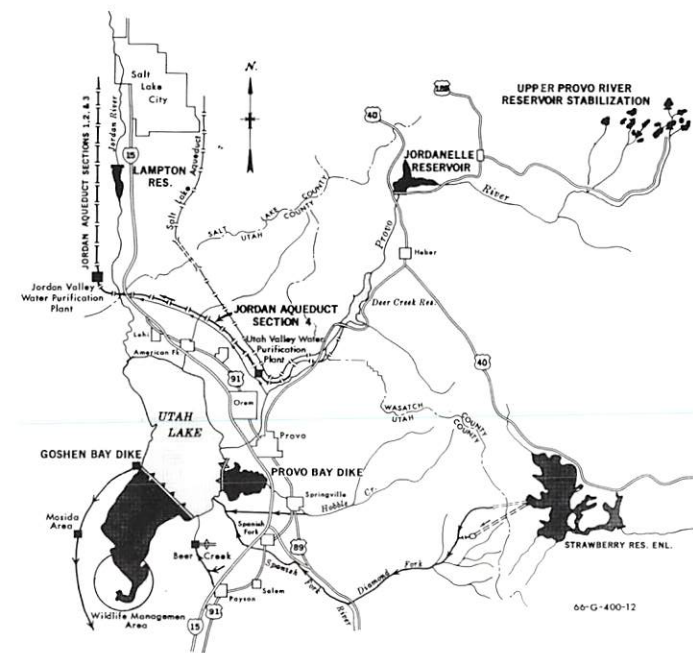 N.
Salt
Lake
City
Jordan River
15
JORDAN AQUEDUCT SECTIONS 1, 2, & 3
LAMPTON
RES.
Salt Lake Aqueduct
SALT LAKE COUNTY
UTAH COUNTY
40
189
UPPER PROVO RIVER
RESERVOIR STABILIZATION
JORDANELLE
RESERVOIR
Provo
River
Heber
Deer Creek Res.
Jordan Valley
Water Purification
Plant
JORDAN AQUEDUCT
SECTION 4
Utah Valley Water
Purification
Plant
Lehi
American Fk
91
40
Orem
WASATCH COUNTY
UTAH COUNTY
UTAH
LAKE
Provo
GOSHEN BAY DIKE
PROVO BAY DIKE
Springville
Hobble Cr.
Mosida
Area
Spanish
Fork
89
Beer Creek
STRAWBERRY RES. ENL.
Diamond Fork
Spanish Fork
River
Salem
Payson
Wildlife Managemen
Area
15
91
66-G-400-12